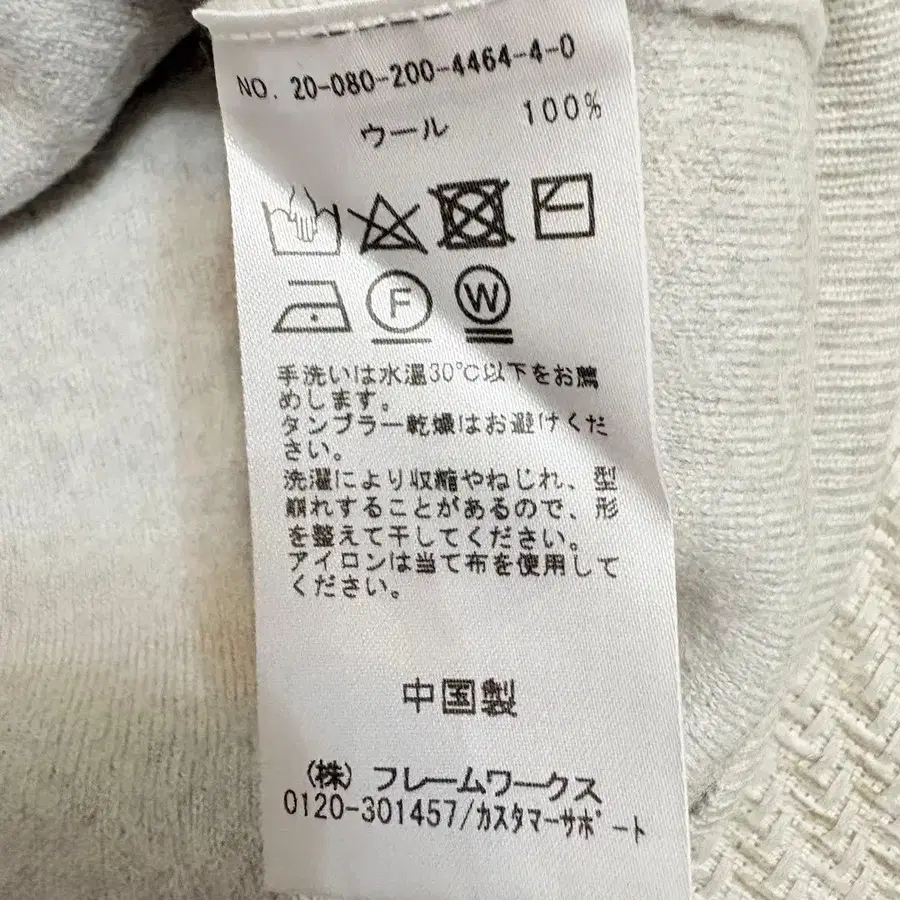 NO. 20-080-200-4464-4-0
ウール 100%
F W
手洗いは水温30℃以下をお薦
めします。
タンブラー乾燥はお避けくだ
さい。
洗濯により収縮やねじれ、型
崩れすることがあるので、形
を整えて干してください。
アイロンは当て布を使用して
ください。
中国製
(株) フレームワークス
0120-301457/カスタマーサポート